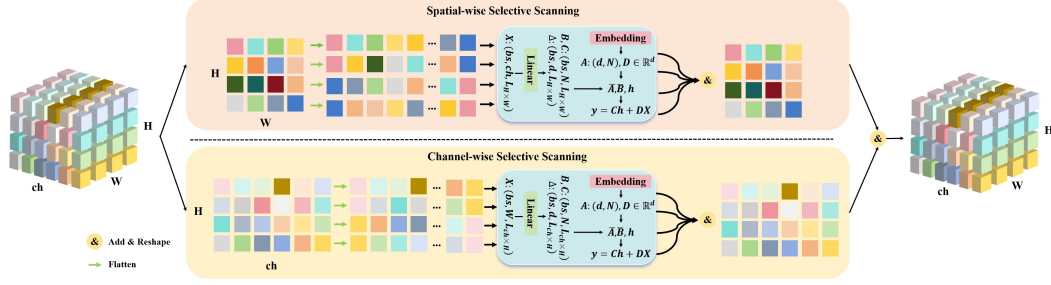 Spatial-wise Selective Scanning
H
W
X: (bs, ch, L_{H×W})
Linear
Δ: (bs, d, L_{H×W})
B, C: (bs, N, L_{H×W})
Embedding
A: (d, N), D ∈ ℝ^d
A̅, B̅, h
y = Ch + DX
...
...
...
...
&
H
ch
W
Channel-wise Selective Scanning
H
ch
X: (bs, W, L_{ch×H})
Linear
Δ: (bs, d, L_{ch×H})
B, C: (bs, N, L_{ch×H})
Embedding
A: (d, N), D ∈ ℝ^d
A̅, B̅, h
y = Ch + DX
...
...
...
...
&
& Add & Reshape
Flatten
&
H
ch
W